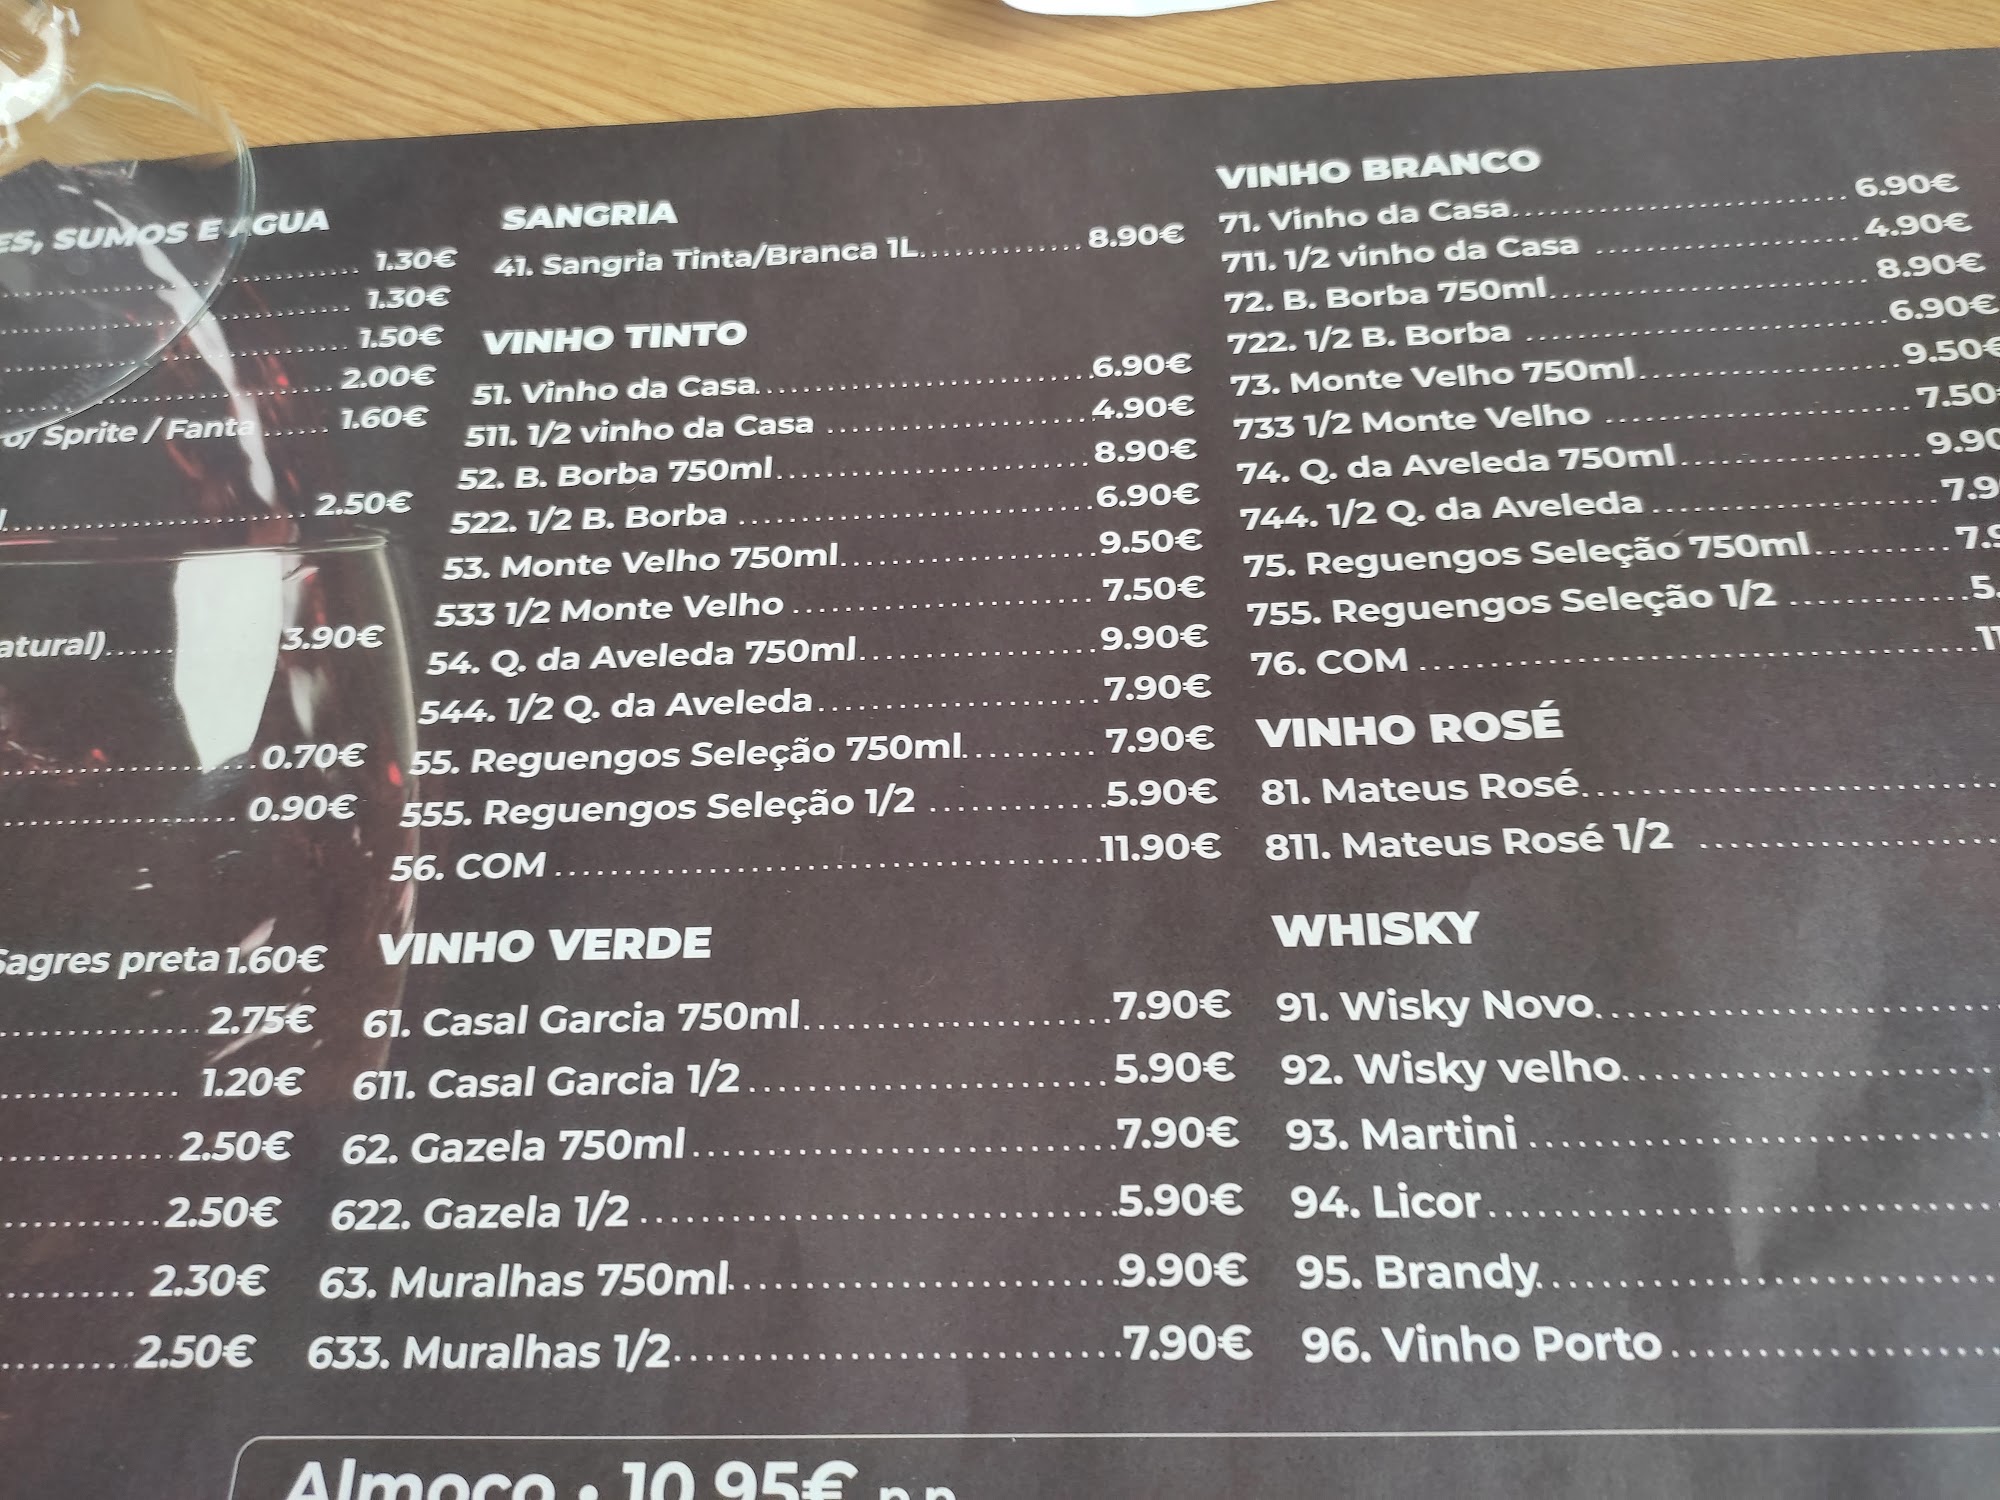 ES, SUMOS E AGUA
1.30€
1.30€
1.50€
2.00€
o/ Sprite / Fanta ...... 1.60€
2.50€
atural)...... 3.90€
0.70€
0.90€
Sagres preta 1.60€
2.75€
1.20€
2.50€
2.50€
2.30€
2.50€
SANGRIA
41. Sangria Tinta/Branca 1L............ 8.90€
VINHO TINTO
51. Vinho da Casa............ 6.90€
511. 1/2 vinho da Casa ............ 4.90€
52. B. Borba 750ml............ 8.90€
522. 1/2 B. Borba ............ 6.90€
53. Monte Velho 750ml............ 9.50€
533 1/2 Monte Velho ............ 7.50€
54. Q. da Aveleda 750ml............ 9.90€
544. 1/2 Q. da Aveleda............ 7.90€
55. Reguengos Seleção 750ml......... 7.90€
555. Reguengos Seleção 1/2 ............ 5.90€
56. COM ............ 11.90€
VINHO VERDE
61. Casal Garcia 750ml............ 7.90€
611. Casal Garcia 1/2 ............ 5.90€
62. Gazela 750ml............ 7.90€
622. Gazela 1/2 ............ 5.90€
63. Muralhas 750ml............ 9.90€
633. Muralhas 1/2............ 7.90€
VINHO BRANCO
71. Vinho da Casa............ 6.90€
711. 1/2 vinho da Casa ............ 4.90€
72. B. Borba 750ml............ 8.90€
722. 1/2 B. Borba ............ 6.90€
73. Monte Velho 750ml............ 9.50€
733 1/2 Monte Velho ............ 7.50
74. Q. da Aveleda 750ml............ 9.90
744. 1/2 Q. da Aveleda............ 7.9
75. Reguengos Seleção 750ml.......... 7.9
755. Reguengos Seleção 1/2 ............ 5.
76. COM ............ 11
VINHO ROSÉ
81. Mateus Rosé............
811. Mateus Rosé 1/2 ............
WHISKY
91. Wisky Novo............
92. Wisky velho............
93. Martini ............
94. Licor............
95. Brandy............
96. Vinho Porto............
Almoço • 10.95€ p.p